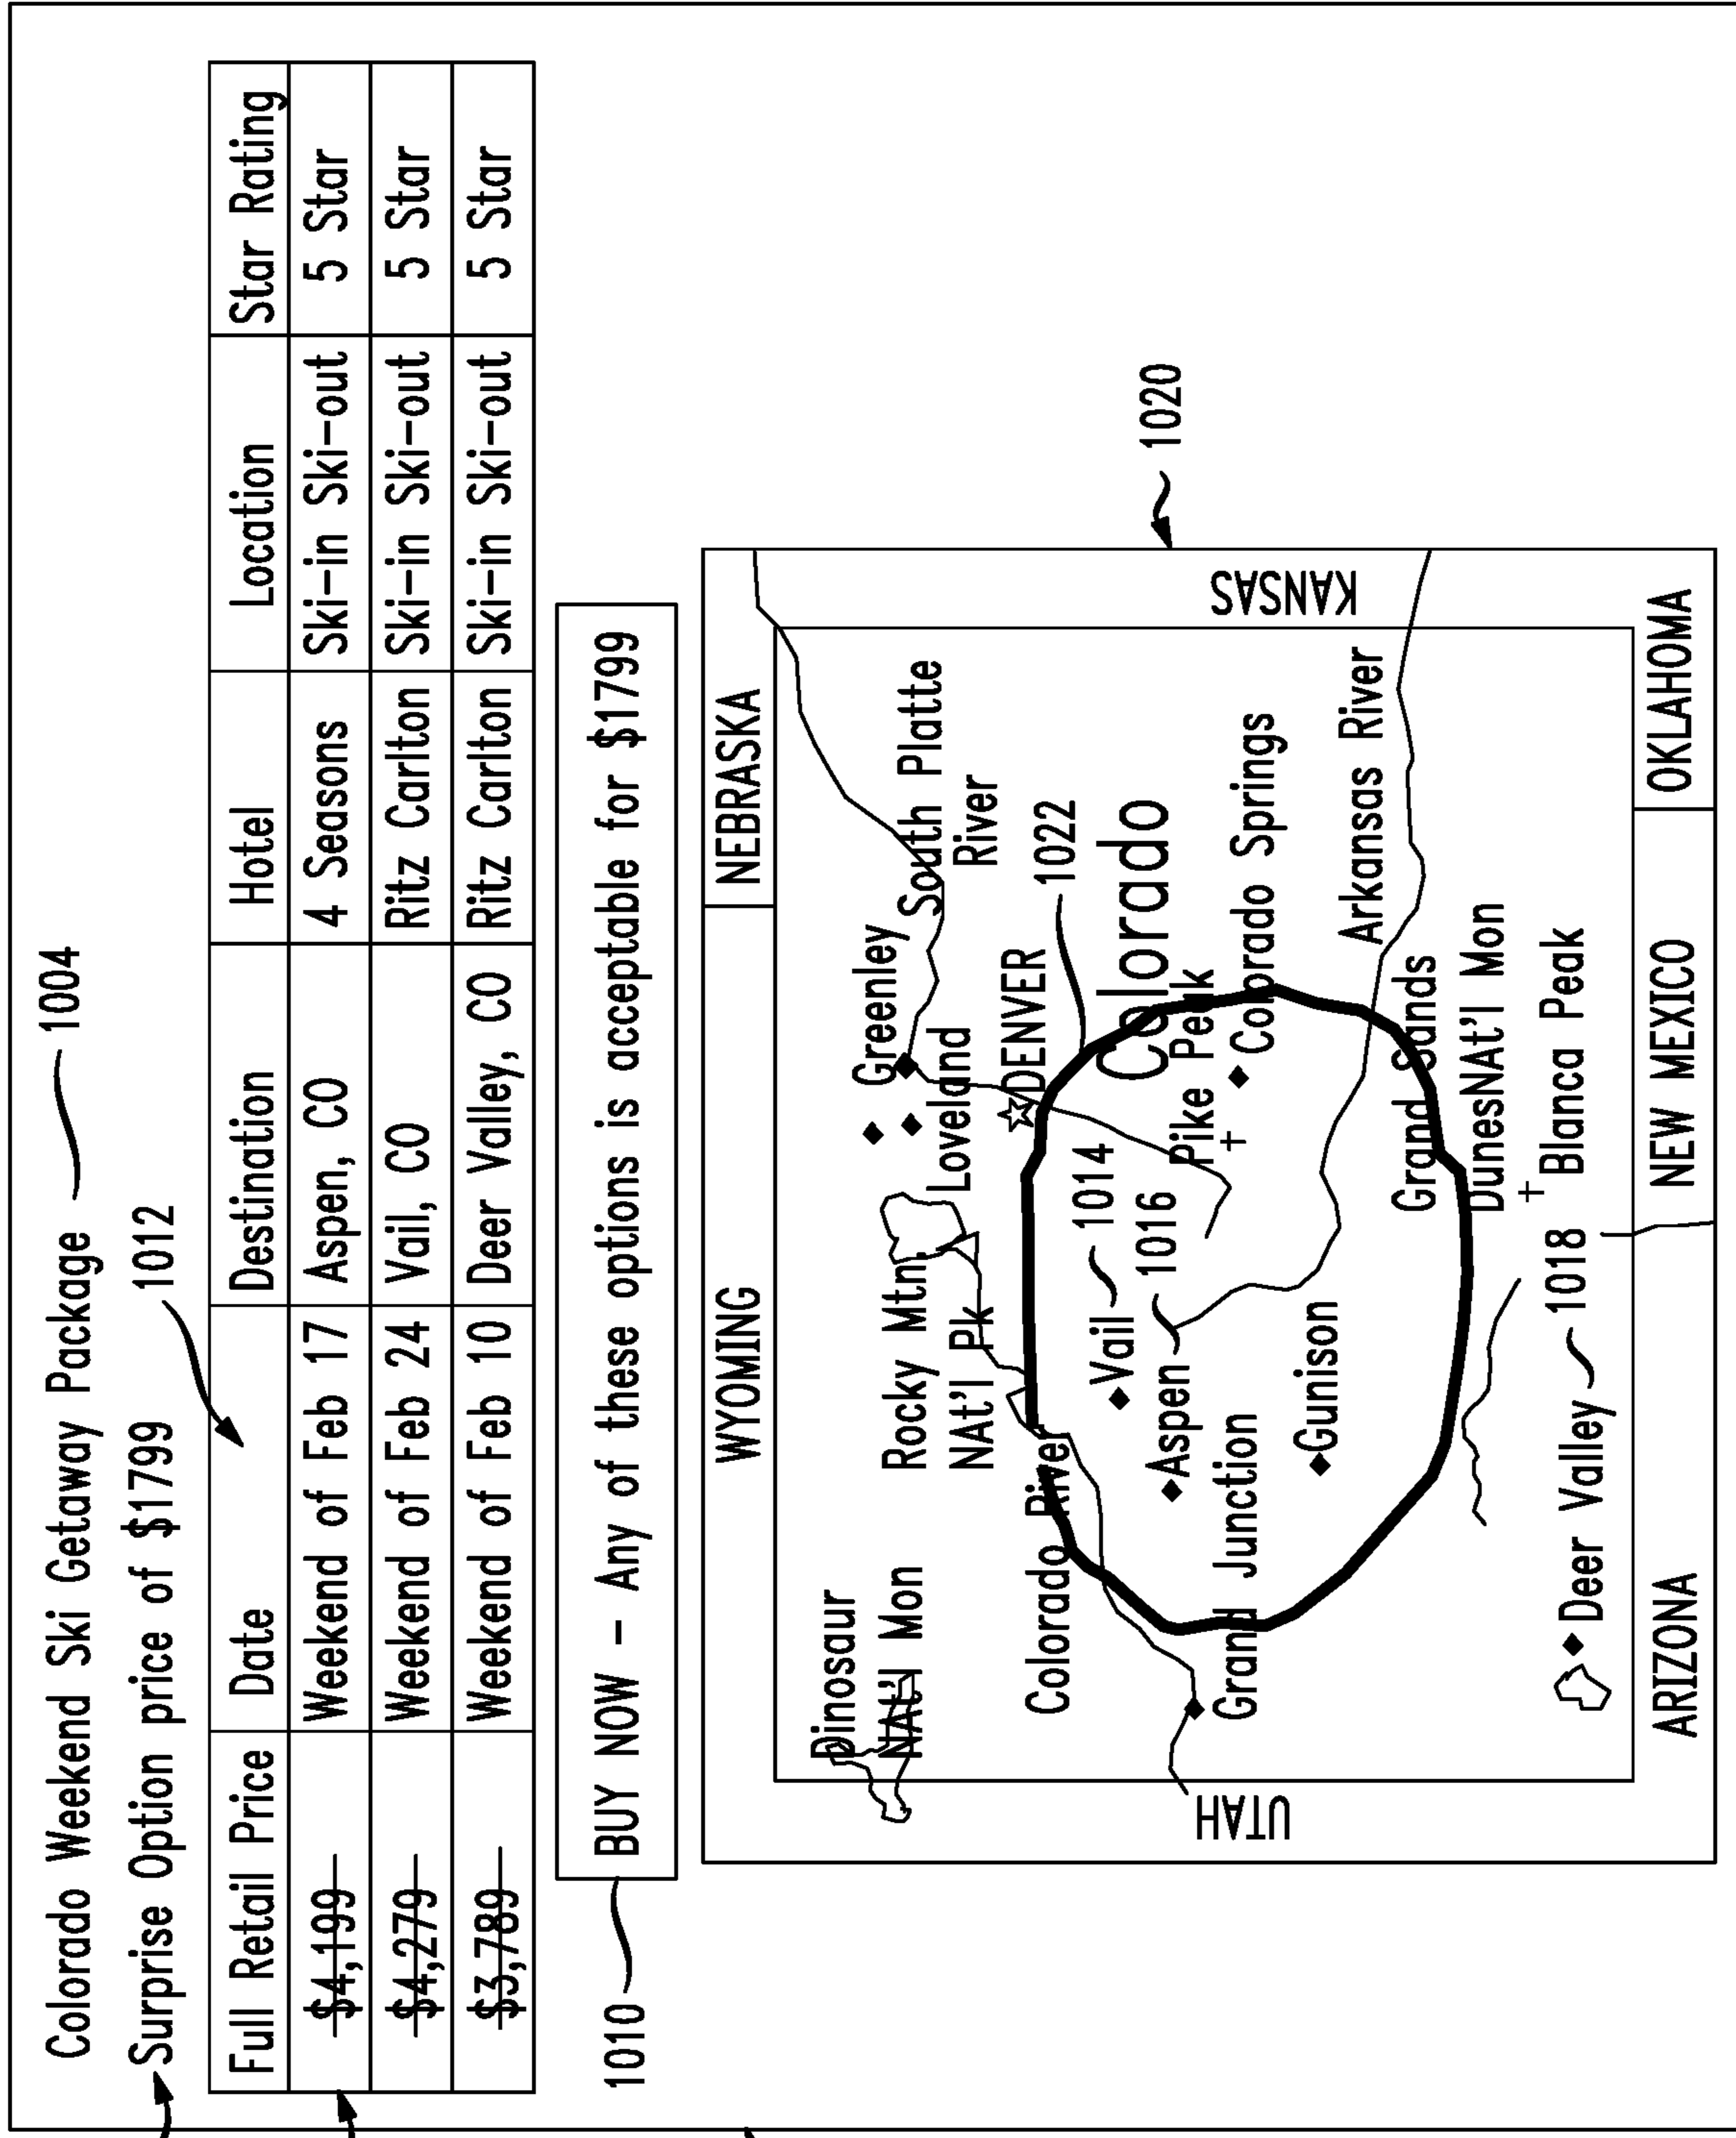 Colorado Weekend Ski Getaway Package 1004
Surprise Option price of $1799 1012
Full Retail Price Date Destination Hotel Location Star Rating
$4,199 Weekend of Feb 17 Aspen, CO 4 Seasons Ski-in Ski-out 5 Star
$4,279 Weekend of Feb 24 Vail, CO Ritz Carlton Ski-in Ski-out 5 Star
$3,789 Weekend of Feb 10 Deer Valley, CO Ritz Carlton Ski-in Ski-out 5 Star
1010 BUY NOW - Any of these options is acceptable for $1799
WYOMING NEBRASKA
Dinosaur
NAt'l Mon
Rocky Mtn.
NAt'l Pk
Greenley
Loveland
South Platte
River
DENVER
1022
Colorado River
Vail 1014
Colorado
Aspen 1016
Pike Peak
1020
Grand Junction
Colorado Springs
UTAH
KANSAS
Gunison
Arkansas River
Grand Sands
DunesNAt'l Mon
Blanca Peak
Deer Valley 1018
ARIZONA NEW MEXICO OKLAHOMA